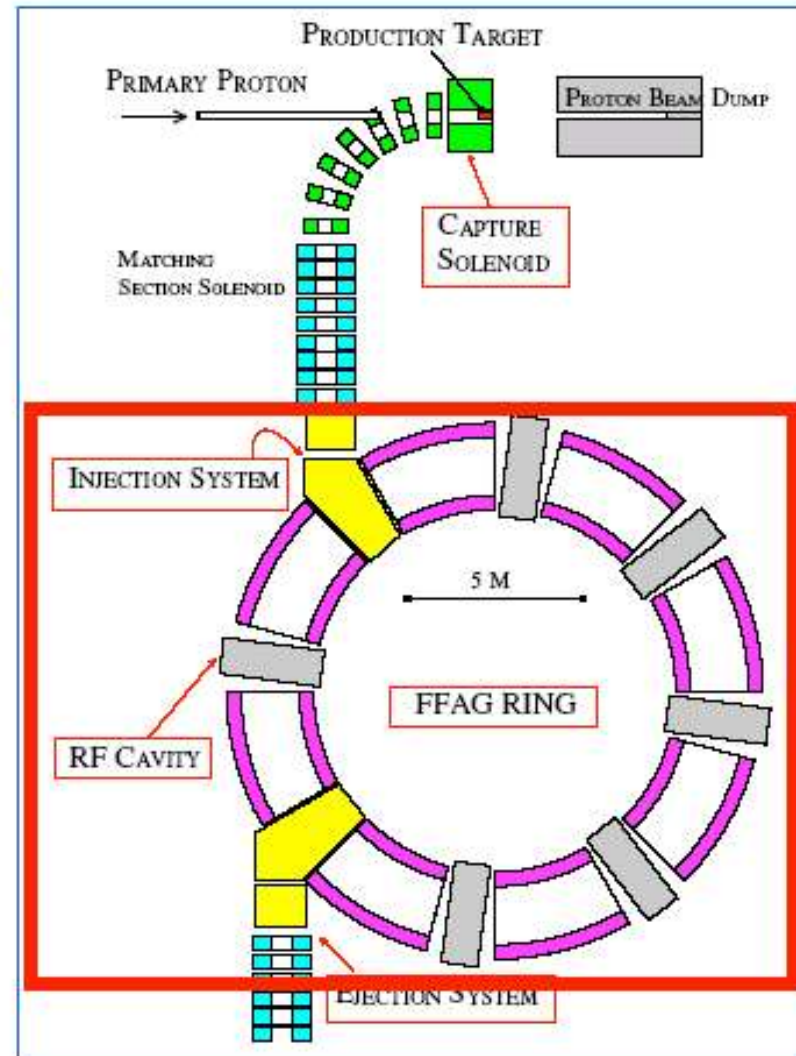 PRODUCTION TARGET
PRIMARY PROTON
PROTON BEAM DUMP
CAPTURE
SOLENOID
MATCHING
SECTION SOLENOID
INJECTION SYSTEM
5 M
FFAG RING
RF CAVITY
EJECTION SYSTEM